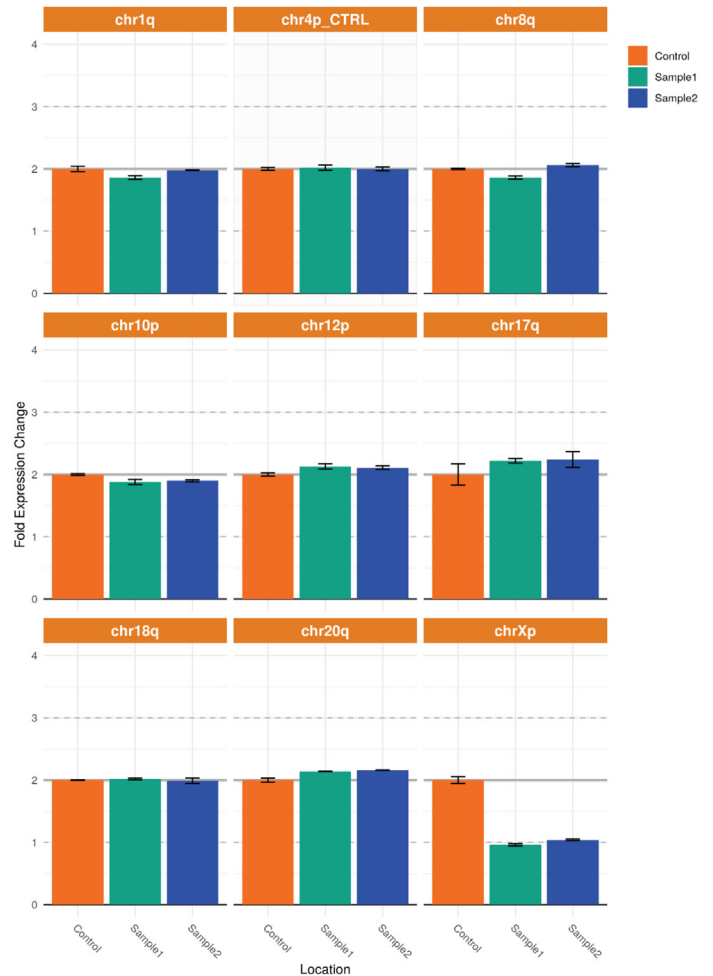 chr1q chr4p_CTRL chr8q
4
3
2
1
0
Control
Sample1
Sample2
chr10p chr12p chr17q
4
3
2
1
0
Fold Expression Change
chr18q chr20q chrXp
4
3
2
1
0
Control Sample1 Sample2 Control Sample1 Sample2 Control Sample1 Sample2
Location